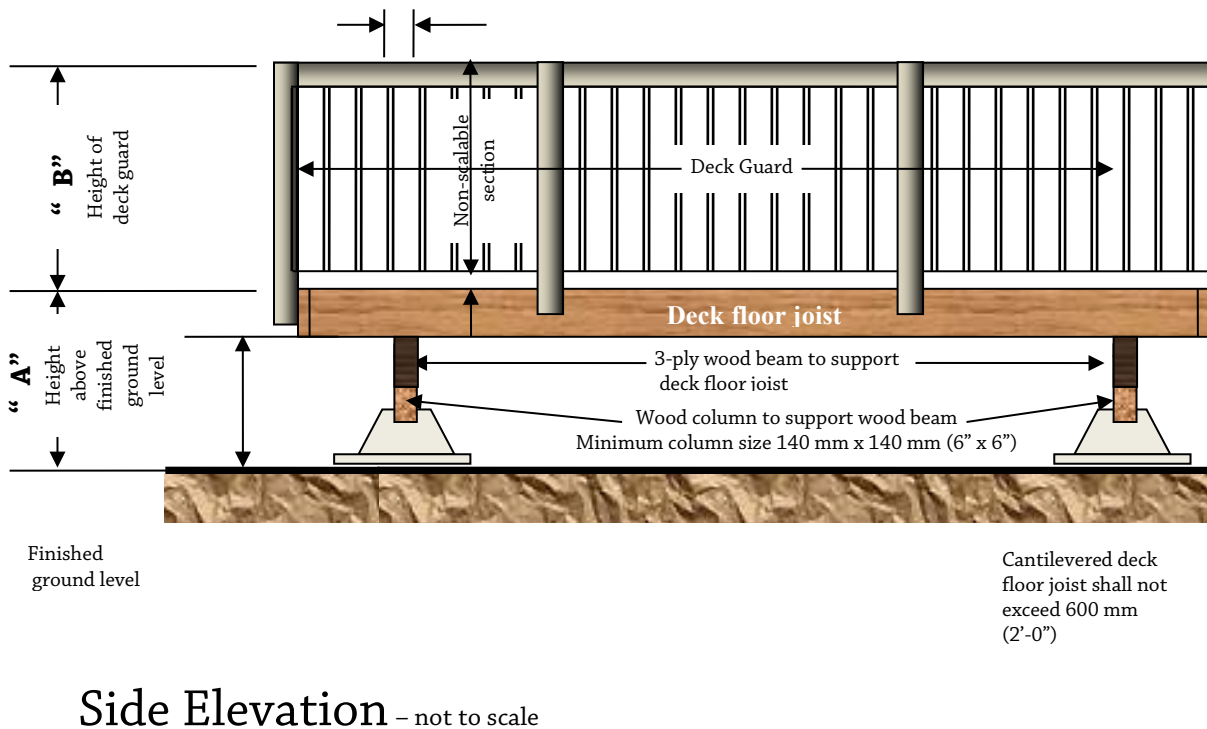 “ B”
Height of
deck guard
Non-scalable
section
Deck Guard
Deck floor joist
“ A”
Height
above
finished
ground
level
3-ply wood beam to support
deck floor joist
Wood column to support wood beam
Minimum column size 140 mm x 140 mm (6” x 6”)
Finished
ground level
Cantilevered deck
floor joist shall not
exceed 600 mm
(2’-0”)
Side Elevation – not to scale